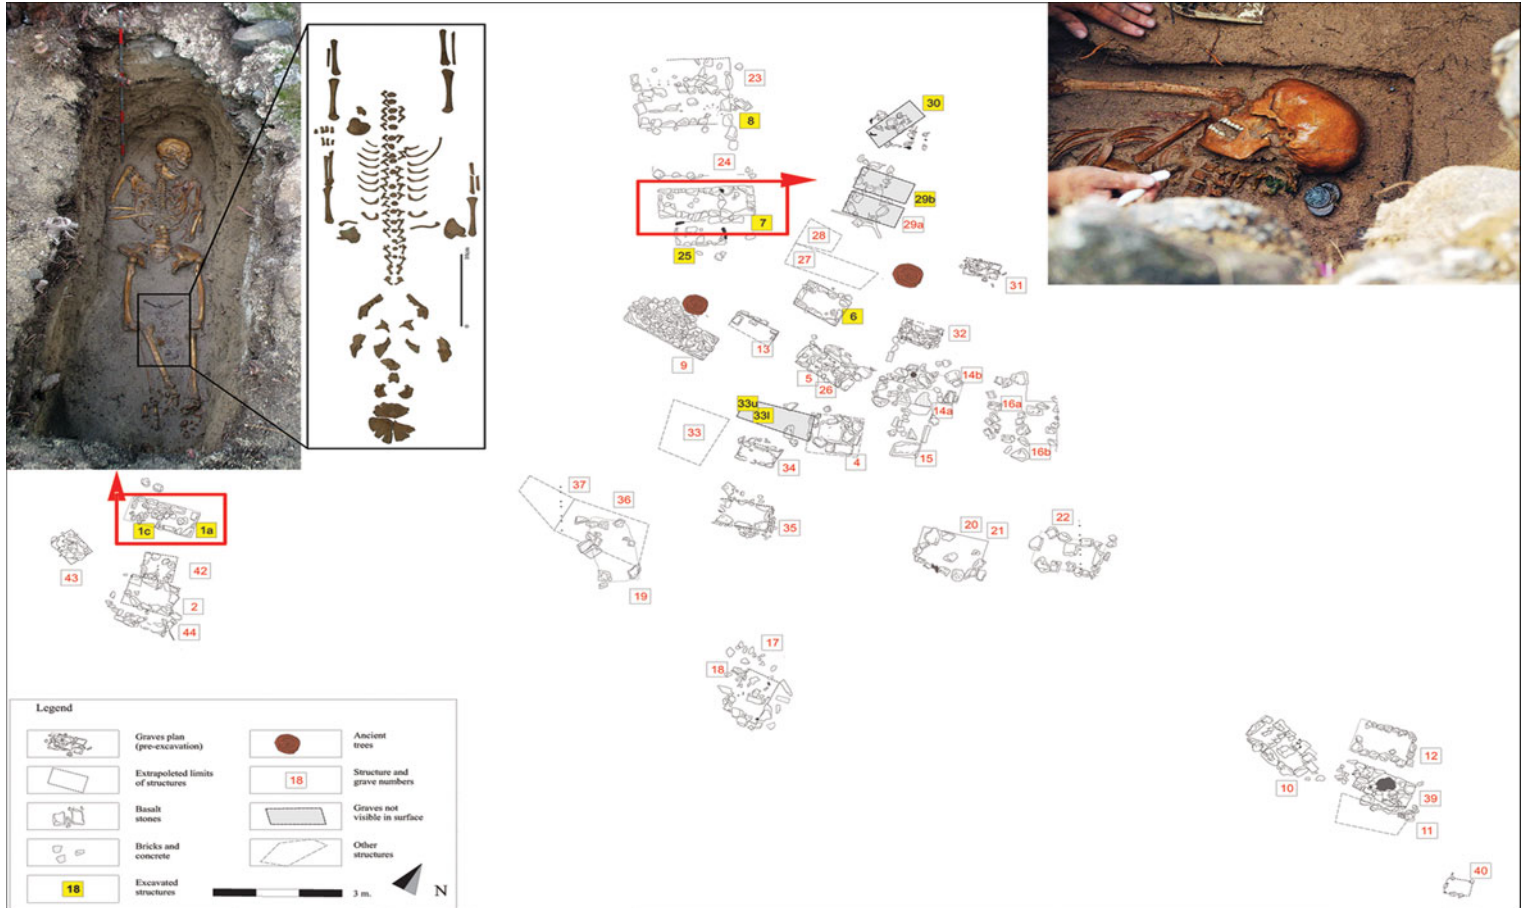 23
30
8
24
29b
7
29a
28
25
27
31
6
32
13
9
5
26
14b
33u
33l
14a
16a
33
4
15
16b
34
37
36
1c
1a
35
20
21
22
43
42
19
2
44
17
18
12
10
39
11
40
Legend
Graves plan
(pre-excavation)
Ancient
trees
Extrapoleted limits
of structures
18
Structure and
grave numbers
Basalt
stones
Graves not
visible in surface
Bricks and
concrete
Other
structures
18
Excavated
structures
3 m.
N